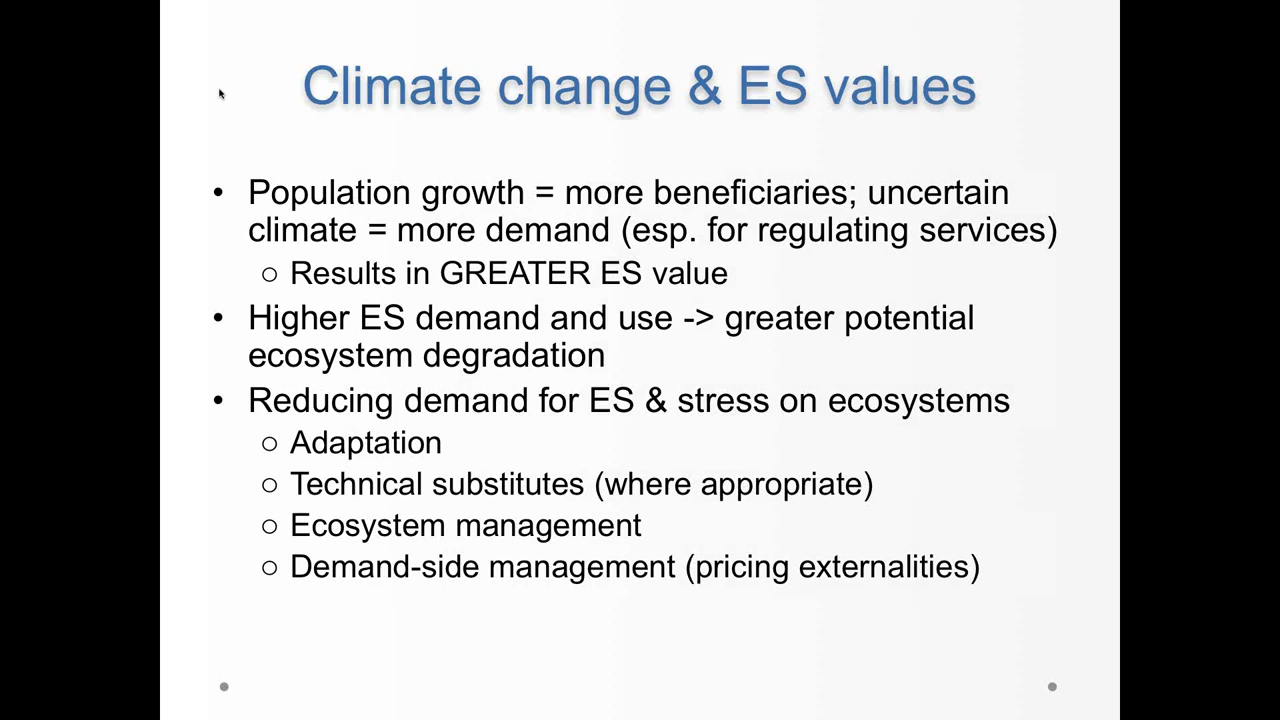 Climate change & ES values
• Population growth = more beneficiaries; uncertain
climate = more demand (esp. for regulating services)
○ Results in GREATER ES value
• Higher ES demand and use -> greater potential
ecosystem degradation
• Reducing demand for ES & stress on ecosystems
○ Adaptation
○ Technical substitutes (where appropriate)
○ Ecosystem management
○ Demand-side management (pricing externalities)